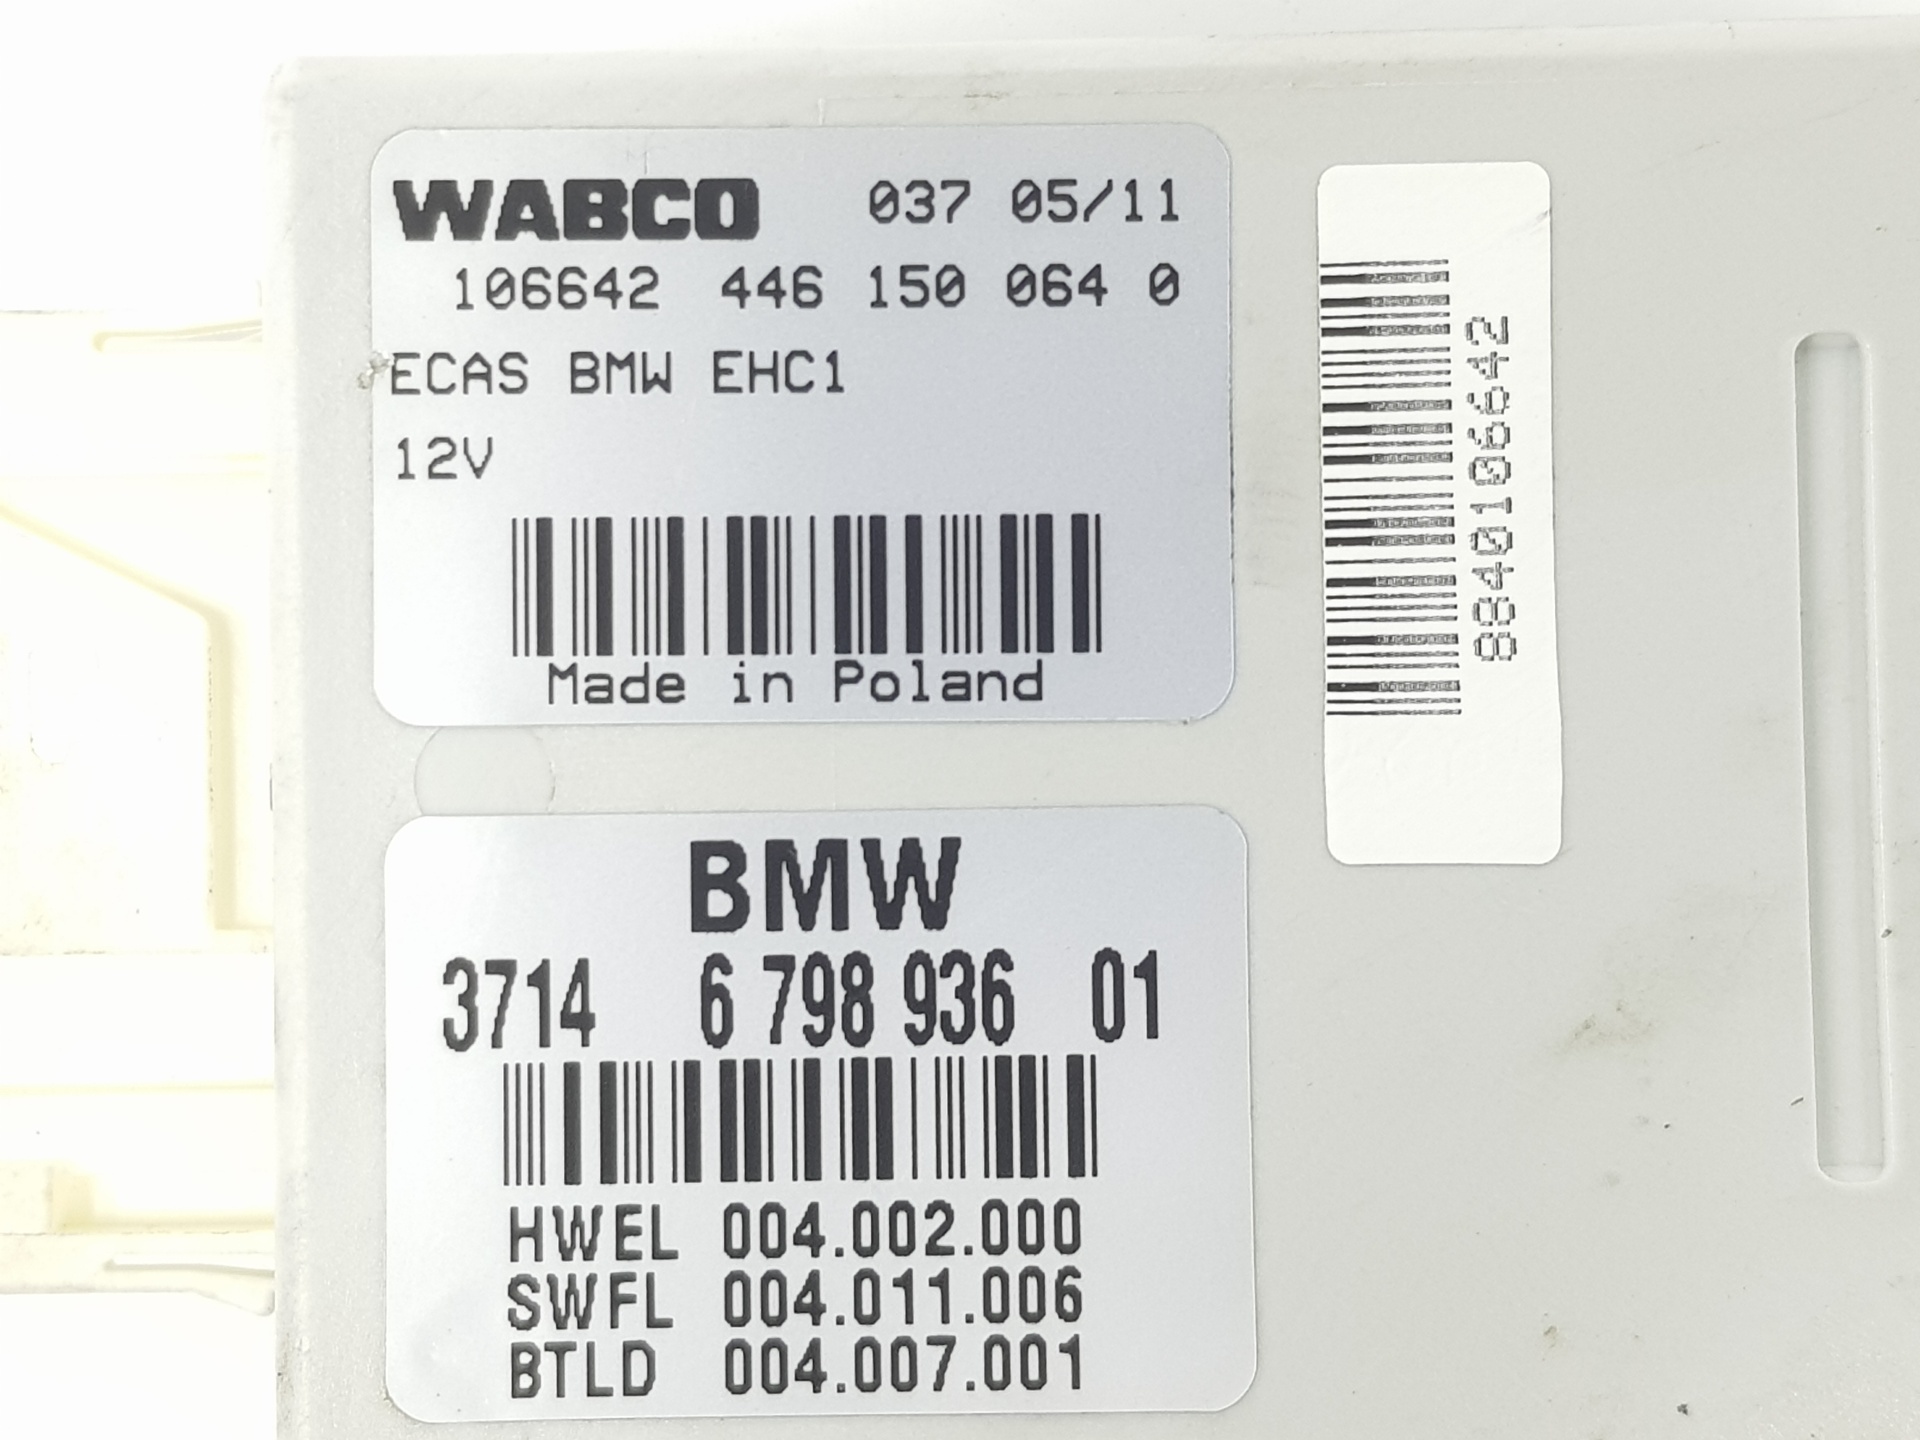 WABCO 037 05/11
106642 446 150 064 0
ECAS BMW EHC1
12V
Made in Poland
8840106642
BMW
3714 6 798 936 01
HWEL 004.002.000
SWFL 004.011.006
BTLD 004.007.001